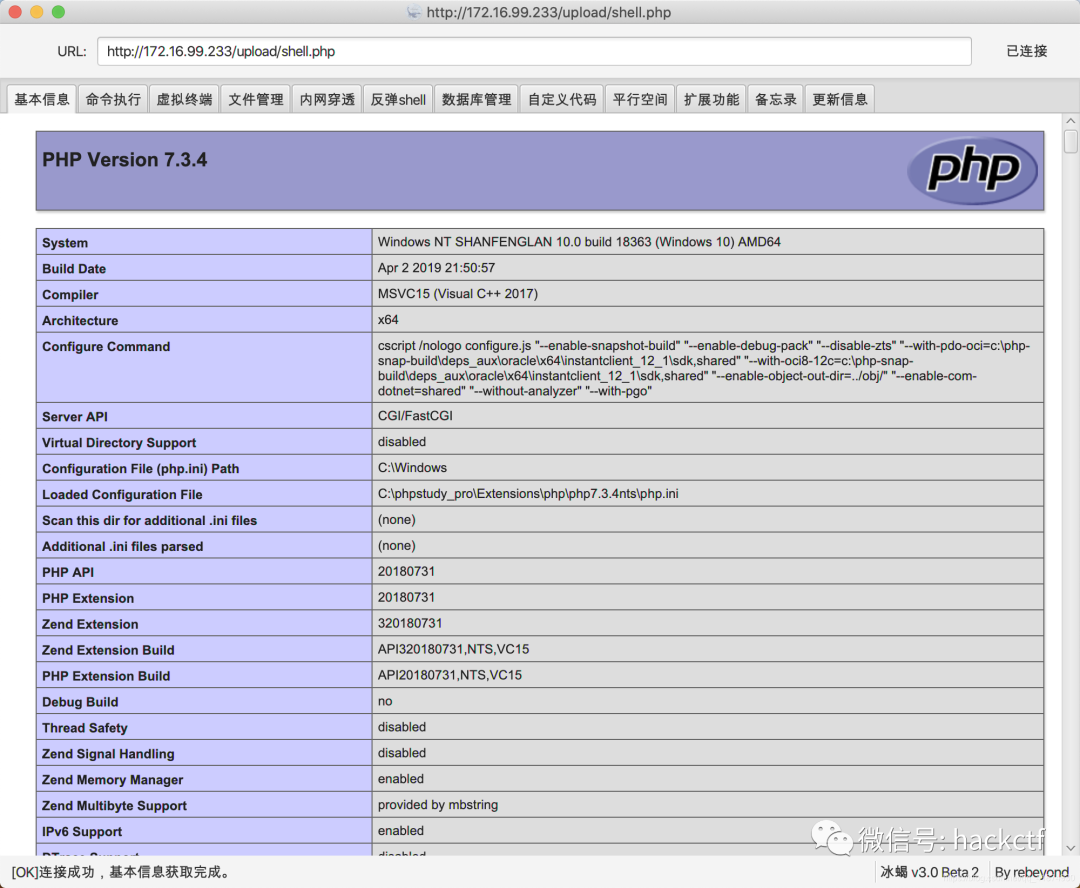 http://172.16.99.233/upload/shell.php
URL: http://172.16.99.233/upload/shell.php 已连接
基本信息 命令执行 虚拟终端 文件管理 内网穿透 反弹shell 数据库管理 自定义代码 平行空间 扩展功能 备忘录 更新信息
PHP Version 7.3.4 php
System Windows NT SHANFENGLAN 10.0 build 18363 (Windows 10) AMD64
Build Date Apr 2 2019 21:50:57
Compiler MSVC15 (Visual C++ 2017)
Architecture x64
Configure Command cscript /nologo configure.js "--enable-snapshot-build" "--enable-debug-pack" "--disable-zts" "--with-pdo-oci=c:\php-
snap-build\deps_aux\oracle\x64\instantclient_12_1\sdk,shared" "--with-oci8-12c=c:\php-snap-
build\deps_aux\oracle\x64\instantclient_12_1\sdk,shared" "--enable-object-out-dir=../obj/" "--enable-com-
dotnet=shared" "--without-analyzer" "--with-pgo"
Server API CGI/FastCGI
Virtual Directory Support disabled
Configuration File (php.ini) Path C:\Windows
Loaded Configuration File C:\phpstudy_pro\Extensions\php\php7.3.4nts\php.ini
Scan this dir for additional .ini files (none)
Additional .ini files parsed (none)
PHP API 20180731
PHP Extension 20180731
Zend Extension 320180731
Zend Extension Build API320180731,NTS,VC15
PHP Extension Build API20180731,NTS,VC15
Debug Build no
Thread Safety disabled
Zend Signal Handling disabled
Zend Memory Manager enabled
Zend Multibyte Support provided by mbstring
IPv6 Support enabled
DTrace Support disabled
微信号: hackctf
[OK]连接成功，基本信息获取完成。 冰蝎 v3.0 Beta 2 By rebeyond